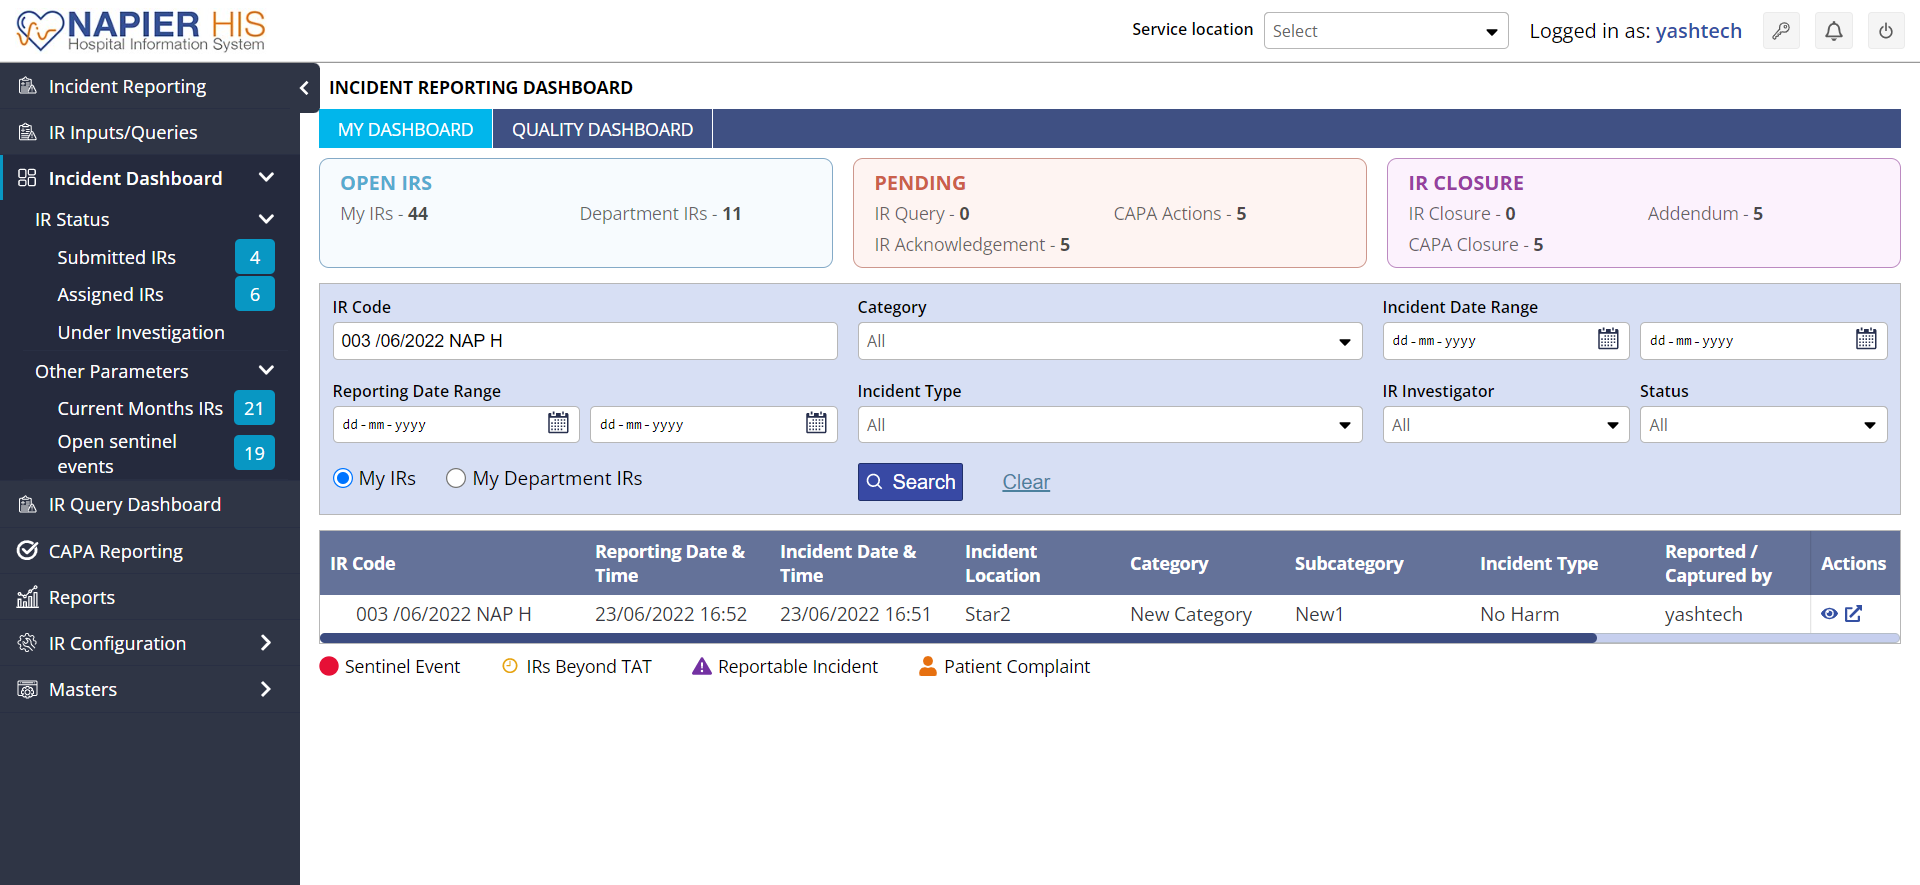 NAPIER HIS
Hospital Information System
Service location
Select
Logged in as: yashtech
Incident Reporting
IR Inputs/Queries
Incident Dashboard
IR Status
Submitted IRs 4
Assigned IRs 6
Under Investigation
Other Parameters
Current Months IRs 21
Open sentinel
events 19
IR Query Dashboard
CAPA Reporting
Reports
IR Configuration
Masters
INCIDENT REPORTING DASHBOARD
MY DASHBOARD QUALITY DASHBOARD
OPEN IRS
My IRs - 44 Department IRs - 11
PENDING
IR Query - 0 CAPA Actions - 5
IR Acknowledgement - 5
IR CLOSURE
IR Closure - 0 Addendum - 5
CAPA Closure - 5
IR Code Category Incident Date Range
003 /06/2022 NAP H All dd-mm-yyyy dd-mm-yyyy
Reporting Date Range Incident Type IR Investigator Status
dd-mm-yyyy dd-mm-yyyy All All All
My IRs My Department IRs Search Clear
IR Code Reporting Date & Time Incident Date & Time Incident Location Category Subcategory Incident Type Reported / Captured by Actions
003 /06/2022 NAP H 23/06/2022 16:52 23/06/2022 16:51 Star2 New Category New1 No Harm yashtech
Sentinel Event IRs Beyond TAT Reportable Incident Patient Complaint